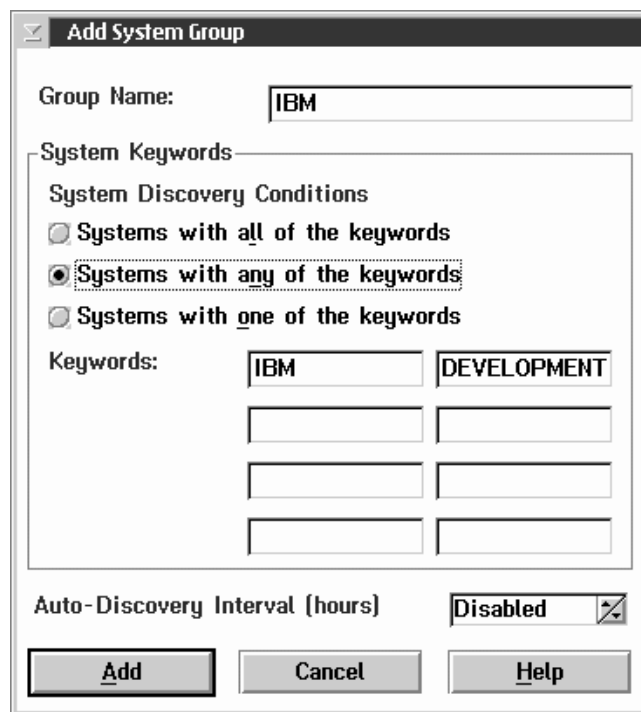 Add System Group
Group Name: IBM
System Keywords
System Discovery Conditions
Systems with all of the keywords
Systems with any of the keywords
Systems with one of the keywords
Keywords: IBM DEVELOPMENT
Auto-Discovery Interval (hours) Disabled
Add Cancel Help